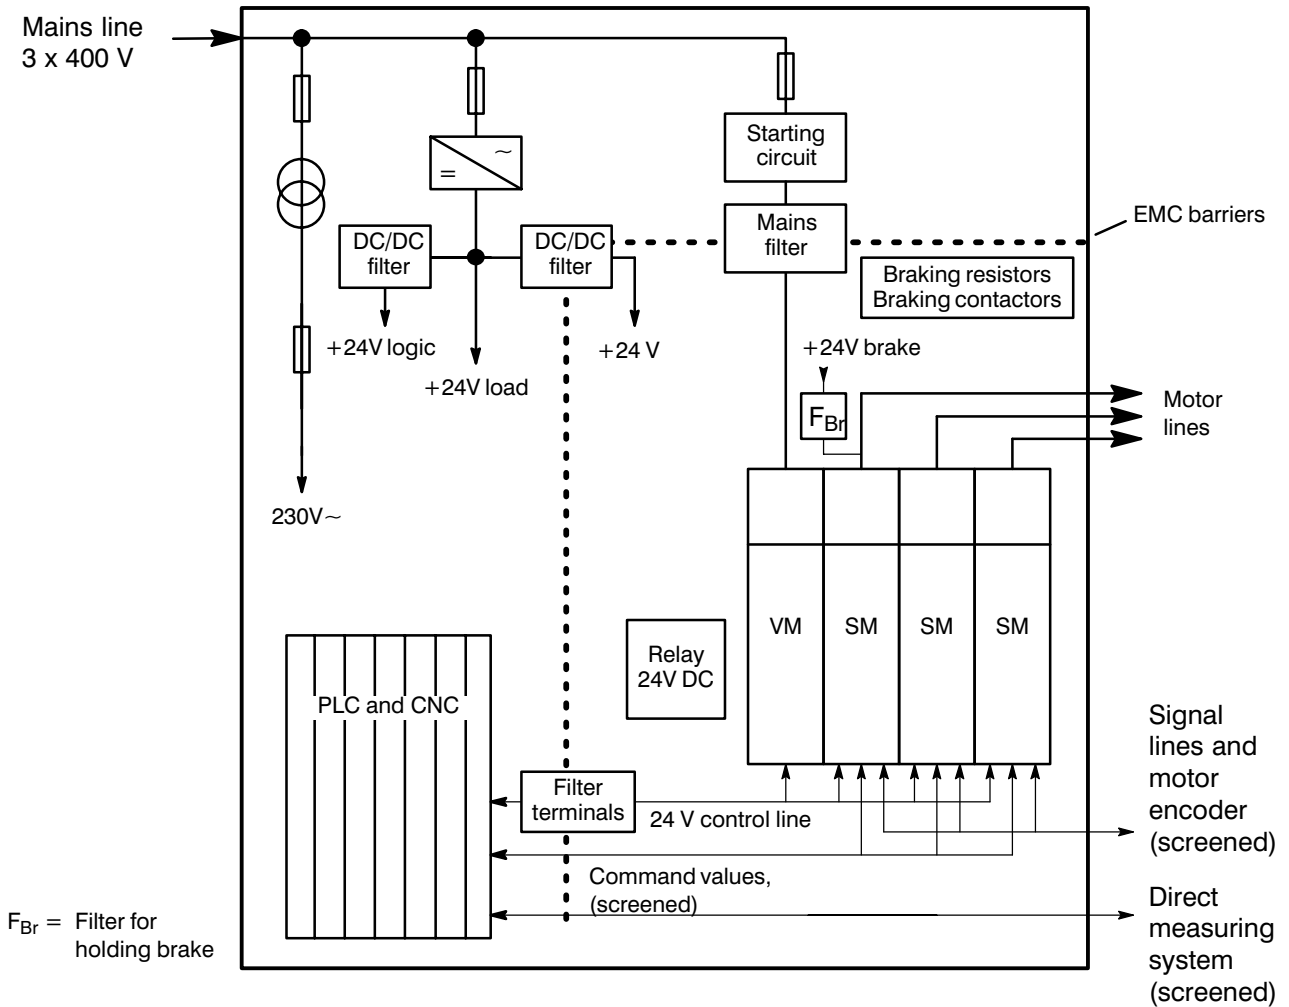 Mains line
3 x 400 V
Starting
circuit
~
=
Mains
filter
EMC barriers
DC/DC
filter
DC/DC
filter
Braking resistors
Braking contactors
+24V logic
+24V load
+24 V
+24V brake
FBr
Motor
lines
230V~
VM
SM
SM
SM
Relay
24V DC
PLC and CNC
Filter
terminals
24 V control line
Signal
lines and
motor
encoder
(screened)
Command values,
(screened)
Direct
measuring
system
(screened)
FBr = Filter for
holding brake